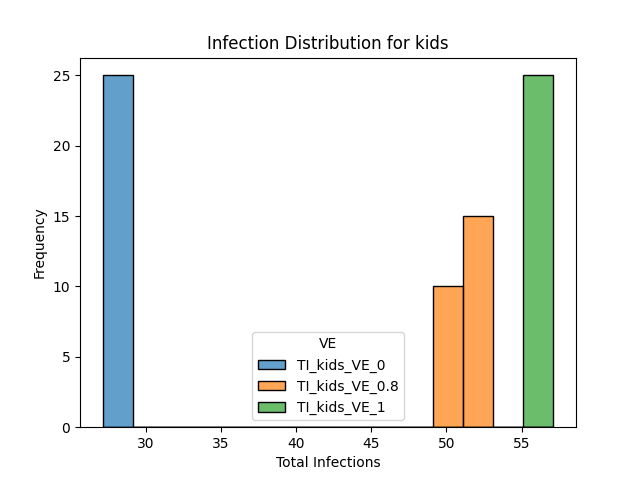 Infection Distribution for kids
Frequency
25
20
15
10
5
0
VE
TI_kids_VE_0
TI_kids_VE_0.8
TI_kids_VE_1
30 35 40 45 50 55
Total Infections